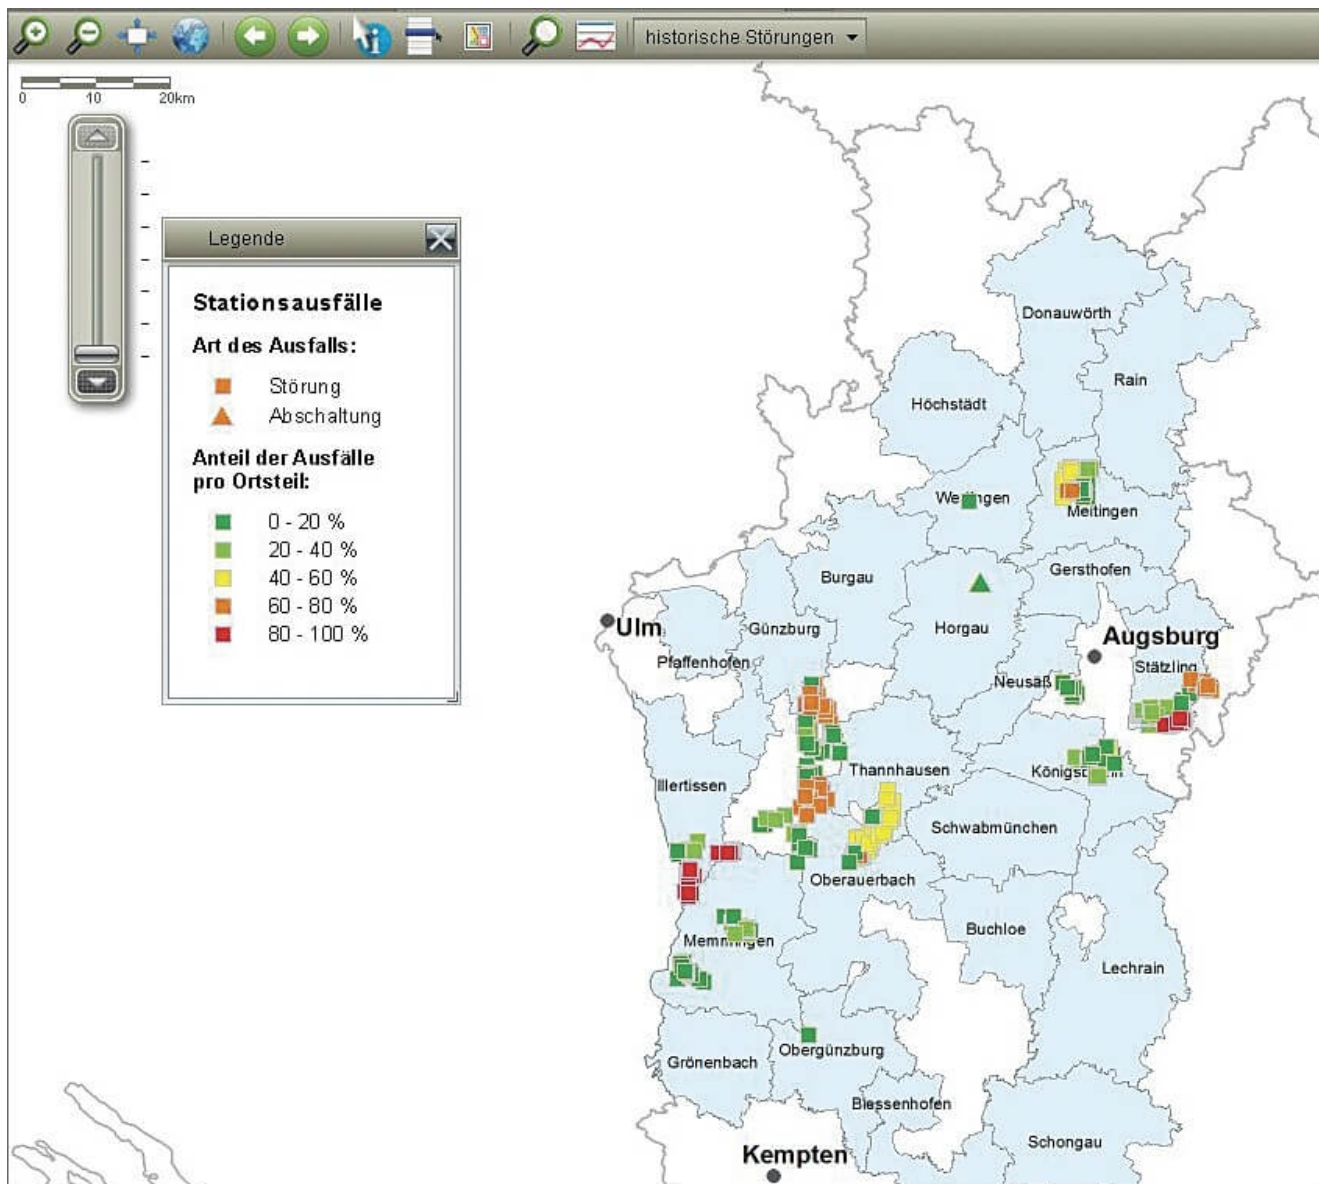 historische Störungen
0 10 20km
Legende
Stationsausfälle
Art des Ausfalls:
Störung
Abschaltung
Anteil der Ausfälle
pro Ortsteil:
0 - 20 %
20 - 40 %
40 - 60 %
60 - 80 %
80 - 100 %
Donauwörth
Rain
Höchstädt
Meitingen
Gersthofen
Burgau
Ulm
Günzburg
Horgau
Augsburg
Pfaffenhofen
Stätzling
Neusäß
Thannhausen
Illertissen
Schwabmünchen
Oberauerbach
Buchloe
Lechrain
Obergünzburg
Grönenbach
Biessenhofen
Schongau
Kempten